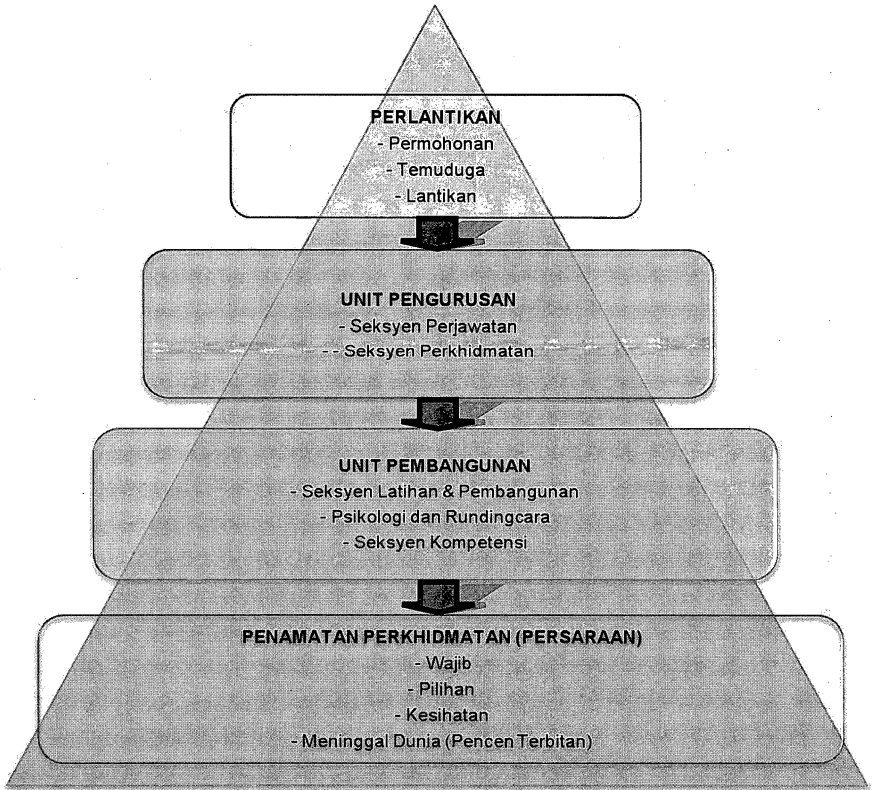 PERLANTIKAN
- Permohonan
- Temuduga
- Lantikan
UNIT PENGURUSAN
- Seksyen Perjawatan
- - Seksyen Perkhidmatan
UNIT PEMBANGUNAN
- Seksyen Latihan & Pembangunan
- Psikologi dan Rundingcara
- Seksyen Kompetensi
PENAMATAN PERKHIDMATAN (PERSARAAN)
- Wajib
- Pilihan
- Kesihatan
- Meninggal Dunia (Pencen Terbitan)